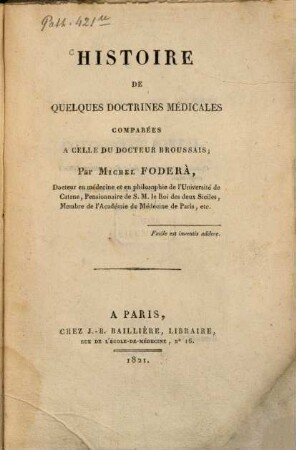 Path. 421 m
HISTOIRE
DE
QUELQUES DOCTRINES MÉDICALES
COMPARÉES
A CELLE DU DOCTEUR BROUSSAIS;
Par Michel FODERÀ,
Docteur en médecine et en philosophie de l'Université de
Catane, Pensionnaire de S. M. le Roi des deux Siciles,
Membre de l'Académie de Médecine de Paris, etc.
Facile est inventis addere.
A PARIS,
CHEZ J.-B. BAILLIÈRE, LIBRAIRE,
RUE DE L'ÉCOLE-DE-MÉDECINE, N° 16.
1821.